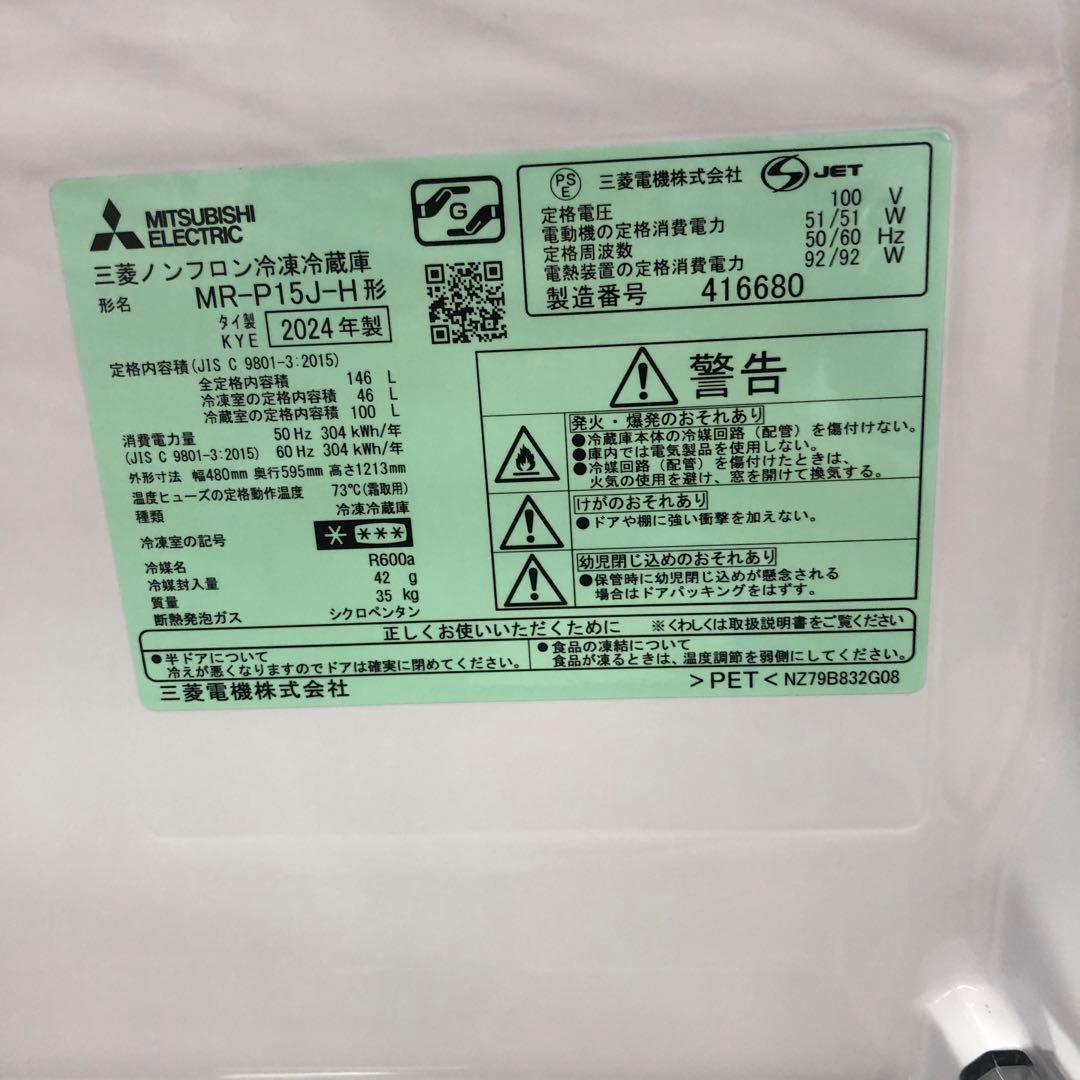 MITSUBISHI
ELECTRIC
G
三菱ノンフロン冷凍冷蔵庫
形名 MR-P15J-H形
タイ製
KYE 2024年製
定格内容積(JIS C 9801-3:2015)
全定格内容積 146 L
冷凍室の定格内容積 46 L
冷蔵室の定格内容積 100 L
消費電力量 50 Hz 304 kWh/年
(JIS C 9801-3:2015) 60 Hz 304 kWh/年
外形寸法 幅480mm 奥行595mm 高さ1213mm
温度ヒューズの定格動作温度 73℃(霜取用)
種類 冷凍冷蔵庫
冷凍室の記号 * ***
冷媒名 R600a
冷媒封入量 42 g
質量 35 kg
断熱発泡ガス シクロペンタン
PS
E
三菱電機株式会社
S JET
定格電圧 100 V
電動機の定格消費電力 51/51 W
定格周波数 50/60 Hz
電熱装置の定格消費電力 92/92 W
製造番号 416680
警告
発火・爆発のおそれあり
●冷蔵庫本体の冷媒回路(配管)を傷付けない。
●庫内では電気製品を使用しない。
●冷媒回路(配管)を傷付けたときは、
火気の使用を避け、窓を開けて換気する。
けがのおそれあり
●ドアや棚に強い衝撃を加えない。
幼児閉じ込めのおそれあり
●保管時に幼児閉じ込めが懸念される
場合はドアパッキングをはずす。
正しくお使いいただくために ※くわしくは取扱説明書をご覧ください
●半ドアについて
冷えが悪くなりますのでドアは確実に閉めてください。
●食品の凍結について
食品が凍るときは、温度調節を弱側にしてください。
三菱電機株式会社
>PET< NZ79B832G08